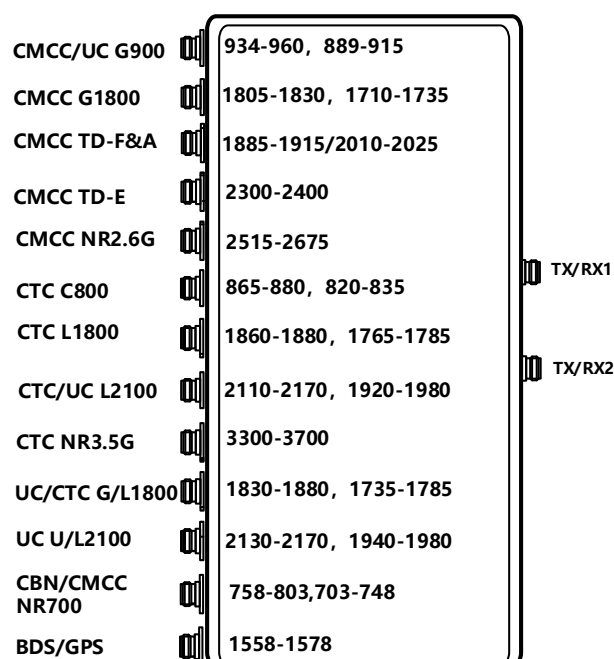 CMCC/UC G900 934-960, 889-915
CMCC G1800 1805-1830, 1710-1735
CMCC TD-F&A 1885-1915/2010-2025
CMCC TD-E 2300-2400
CMCC NR2.6G 2515-2675
TX/RX1
CTC C800 865-880, 820-835
CTC L1800 1860-1880, 1765-1785
TX/RX2
CTC/UC L2100 2110-2170, 1920-1980
CTC NR3.5G 3300-3700
UC/CTC G/L1800 1830-1880, 1735-1785
UC U/L2100 2130-2170, 1940-1980
CBN/CMCC
NR700 758-803,703-748
BDS/GPS 1558-1578